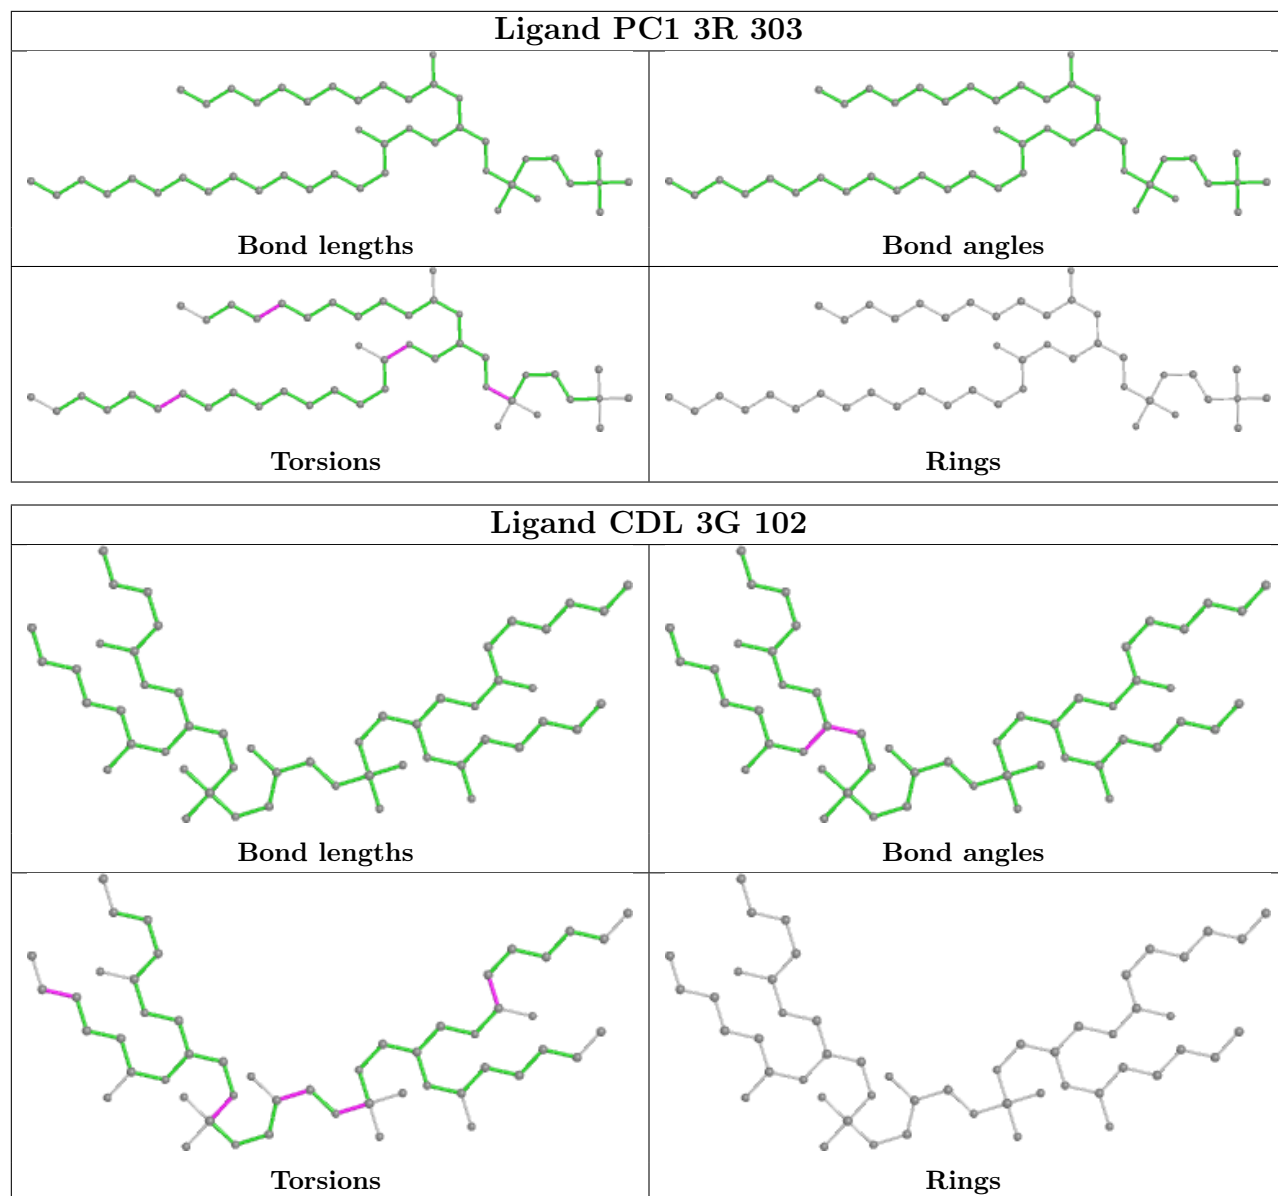 Ligand PC1 3R 303
Bond lengths
Bond angles
Torsions
Rings
Ligand CDL 3G 102
Bond lengths
Bond angles
Torsions
Rings